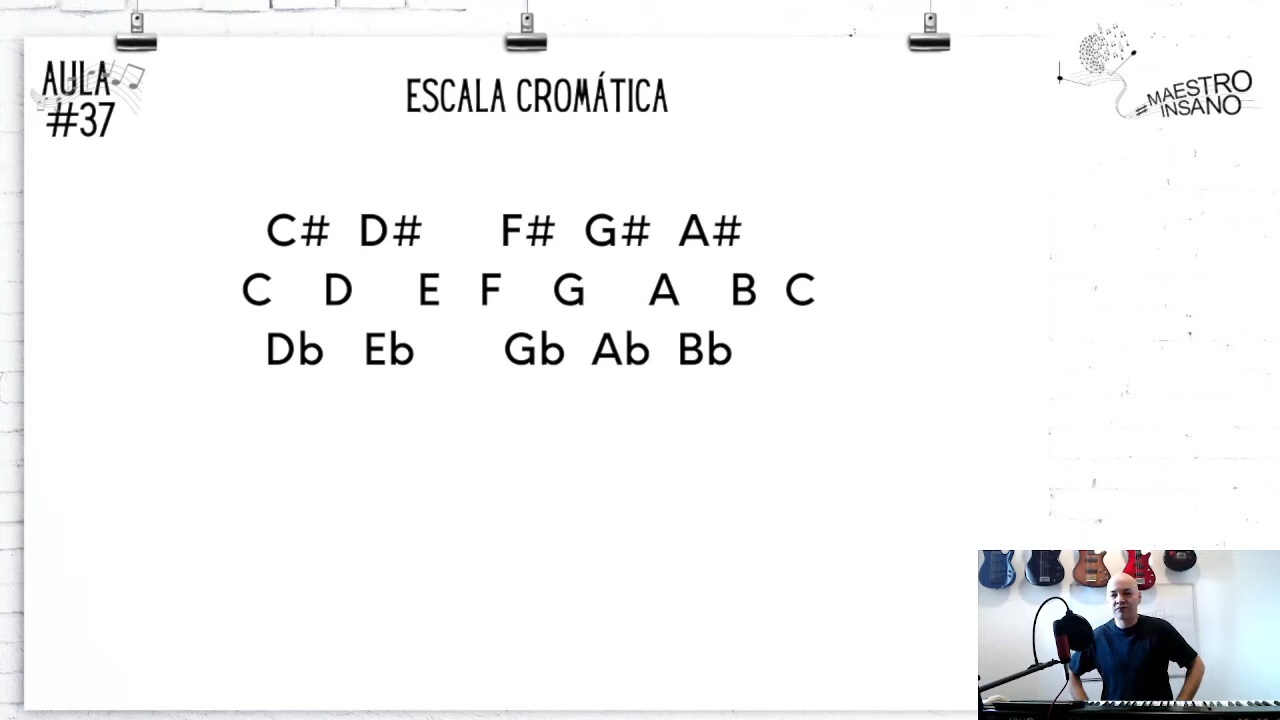 AULA
#37
ESCALA CROMÁTICA
#MAESTRO
INSANO
C# D# F# G# A#
C D E F G A B C
Db Eb Gb Ab Bb